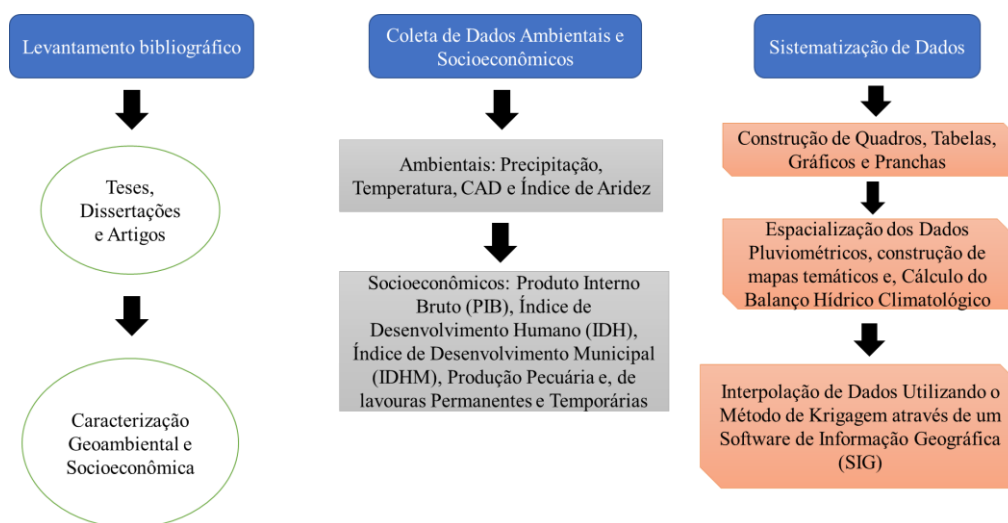 Levantamento bibliográfico
Teses,
Dissertações
e Artigos
Caracterização
Geoambiental e
Socioeconômica
Coleta de Dados Ambientais e
Socioeconômicos
Ambientais: Precipitação,
Temperatura, CAD e Índice de Aridez
Socioeconômicos: Produto Interno
Bruto (PIB), Índice de
Desenvolvimento Humano (IDH),
Índice de Desenvolvimento Municipal
(IDHM), Produção Pecuária e, de
lavouras Permanentes e Temporárias
Sistematização de Dados
Construção de Quadros, Tabelas,
Gráficos e Pranchas
Espacialização dos Dados
Pluviométricos, construção de
mapas temáticos e, Cálculo do
Balanço Hídrico Climatológico
Interpolação de Dados Utilizando o
Método de Krigagem através de um
Software de Informação Geográfica
(SIG)